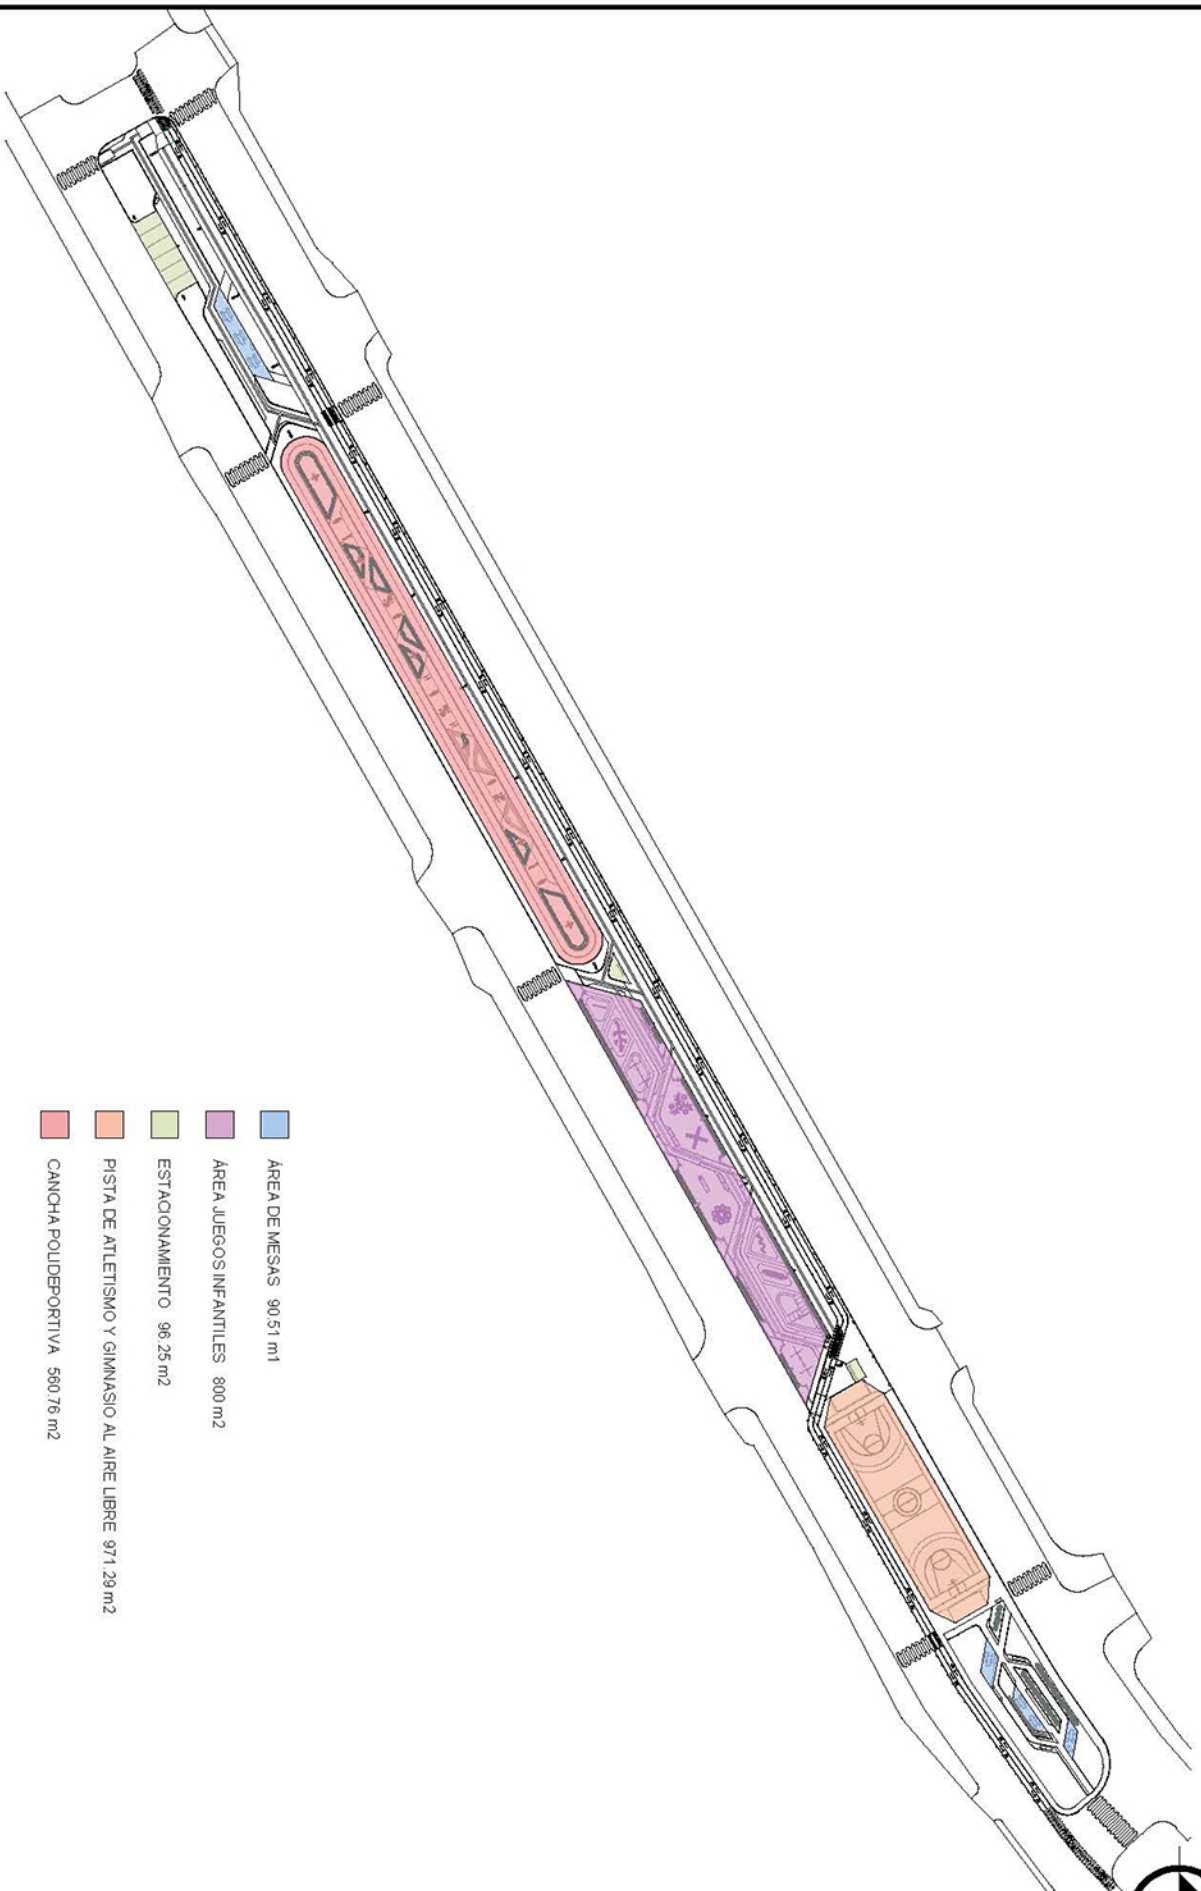 ÁREA DE MESAS 90.51 m1
ÁREA JUEGOS INFANTILES 800 m2
ESTACIONAMIENTO 96.25 m2
PISTA DE ATLETISMO Y GIMNASIO AL AIRE LIBRE 971.29 m2
CANCHA POLIDEPORTIVA 560.76 m2